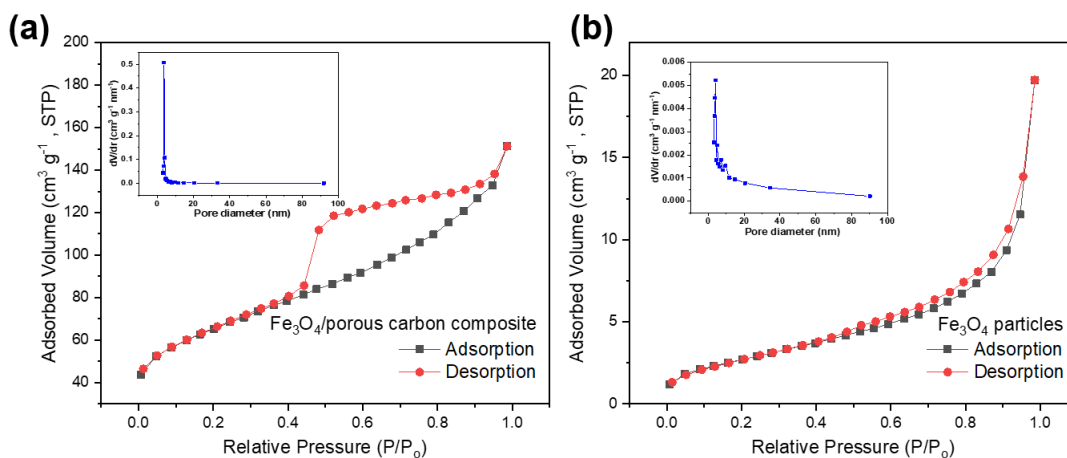 (a)
200
180
160
140
120
100
80
60
40
Adsorbed Volume (cm³ g⁻¹ , STP)
0.0 0.2 0.4 0.6 0.8 1.0
Relative Pressure (P/Pₒ)
0.5
0.4
0.3
0.2
0.1
0.0
dV/dr (cm³ g⁻¹ nm⁻¹)
0 20 40 60 80 100
Pore diameter (nm)
Fe₃O₄/porous carbon composite
Adsorption
Desorption
(b)
20
15
10
5
0
Adsorbed Volume (cm³ g⁻¹ , STP)
0.0 0.2 0.4 0.6 0.8 1.0
Relative Pressure (P/Pₒ)
0.006
0.005
0.004
0.003
0.002
0.001
0.000
dV/dr (cm³ g⁻¹ nm⁻¹)
0 20 40 60 80 100
Pore diameter (nm)
Fe₃O₄ particles
Adsorption
Desorption